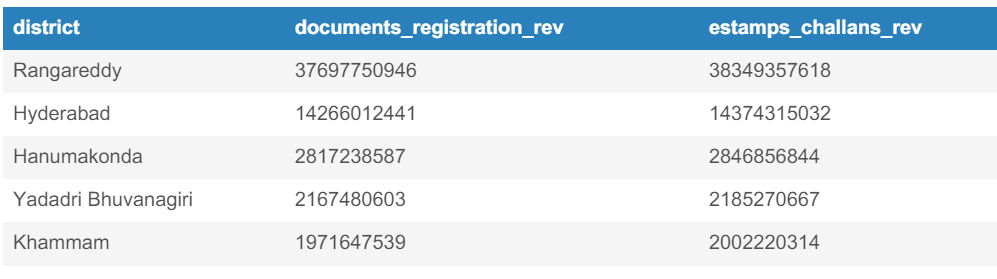 district documents_registration_rev estamps_challans_rev
Rangareddy 37697750946 38349357618
Hyderabad 14266012441 14374315032
Hanumakonda 2817238587 2846856844
Yadadri Bhuvanagiri 2167480603 2185270667
Khammam 1971647539 2002220314